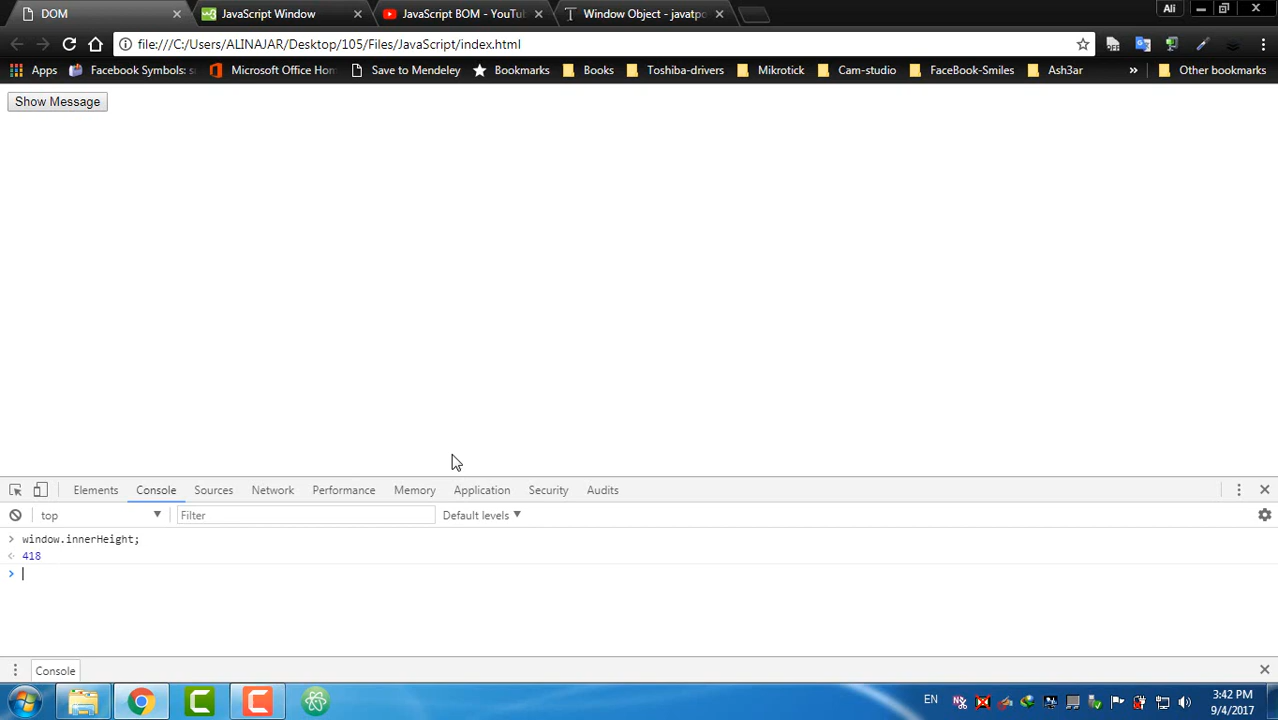 DOM
JavaScript Window
JavaScript BOM - YouTu
Window Object - javatpo
Ali
file:///C:/Users/ALINAJAR/Desktop/105/Files/JavaScript/index.html
Apps
Facebook Symbols: s
Microsoft Office Hom
Save to Mendeley
Bookmarks
Books
Toshiba-drivers
Mikrotick
Cam-studio
FaceBook-Smiles
Ash3ar
»
Other bookmarks
Show Message
Elements
Console
Sources
Network
Performance
Memory
Application
Security
Audits
top
Filter
Default levels
> window.innerHeight;
418
>
Console
EN
3:42 PM
9/4/2017